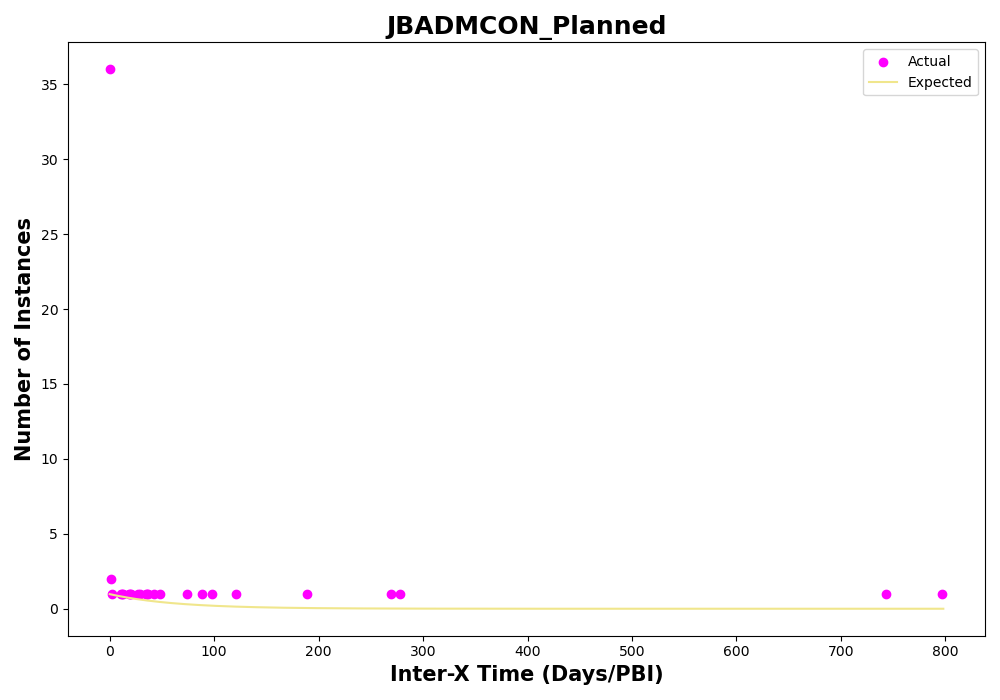 JBADMCON_Planned
Actual
Expected
Number of Instances
35
30
25
20
15
10
5
0
0 100 200 300 400 500 600 700 800
Inter-X Time (Days/PBI)